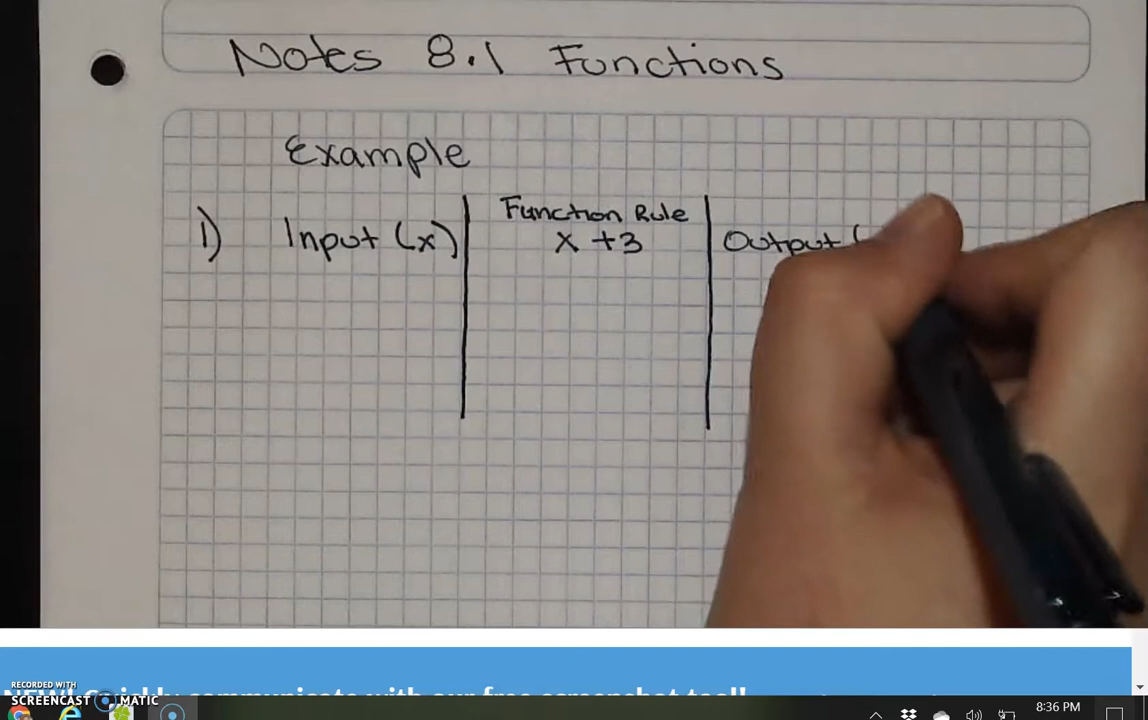 Notes 8.1 Functions
Example
1) Input (x)
Function Rule
x +3
Output (
RECORDED WITH
SCREENCAST MATIC
8:36 PM